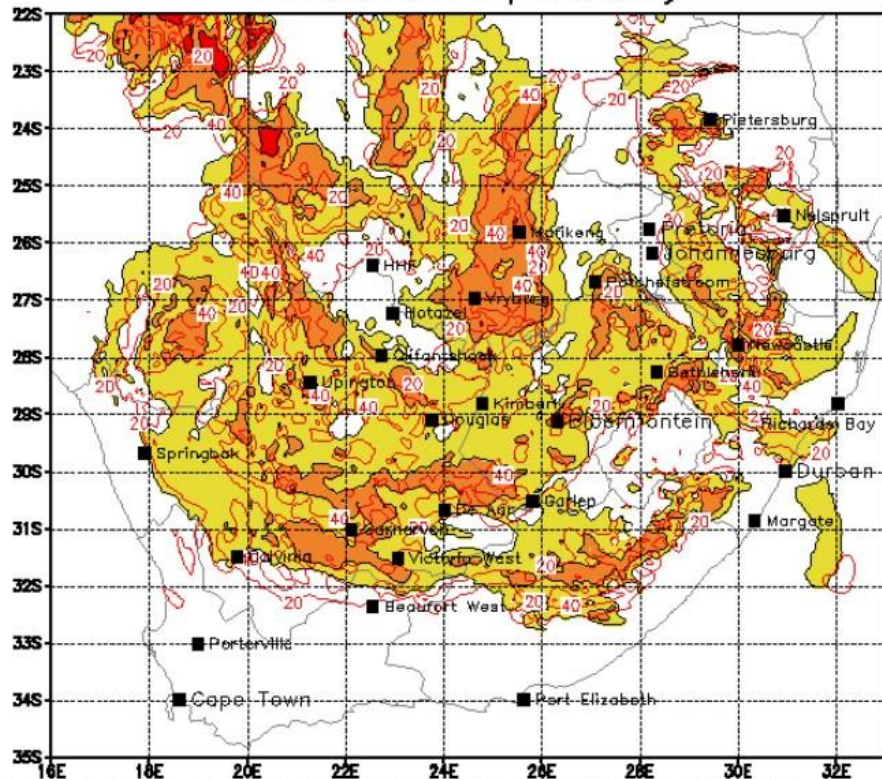 22S
23S
24S
25S
26S
27S
28S
29S
30S
31S
32S
33S
34S
35S
Pietersburg
Nelspruit
Mafikeng
Pretoria
Johannesburg
HHF
Potchefstroom
Vryburg
Hotazel
Newcastle
Olifantshoek
Bethlehem
Upington
Kimberl
Douglas
Bloemfontein
Richards Bay
Springbok
Durban
Gariep
De Aar
Margate
Carnarvon
Calvinia
Victoria West
Beaufort West
Porterville
Cape Town
Port Elizabeth
16E 18E 20E 22E 24E 26E 28E 30E 32E
20
40